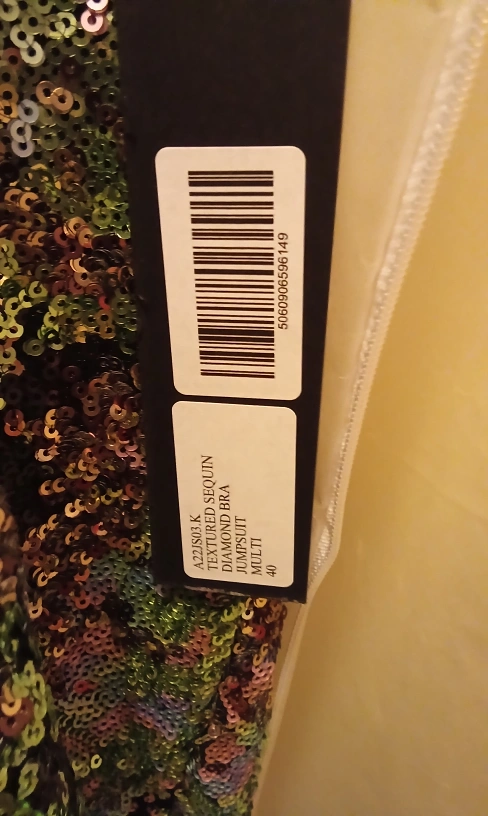 5060906596149
A22JS03.K
TEXTURED SEQUIN
DIAMOND BRA
JUMPSUIT
MULTI
40